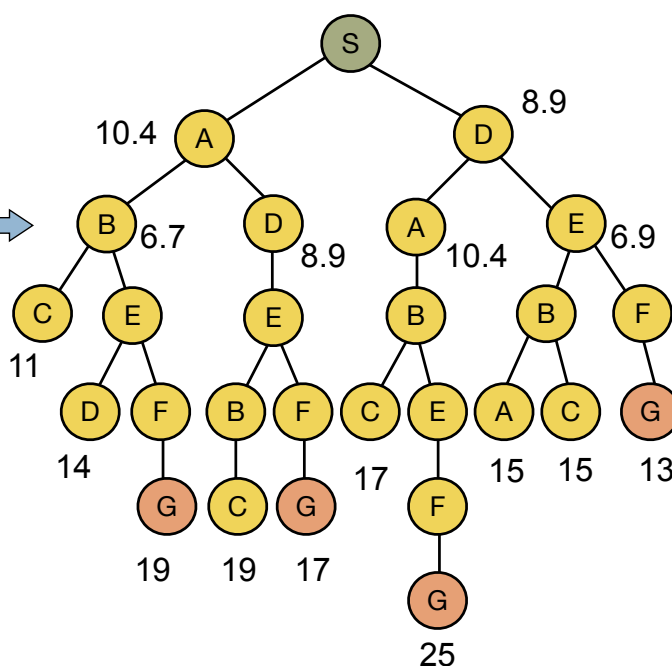 S
8.9
10.4 A D
B 6.7 D 8.9 A 10.4 E 6.9
C E E B B F
11
D F B F C E A C G
14 17 15 15 13
G C G F
19 19 17
G
25